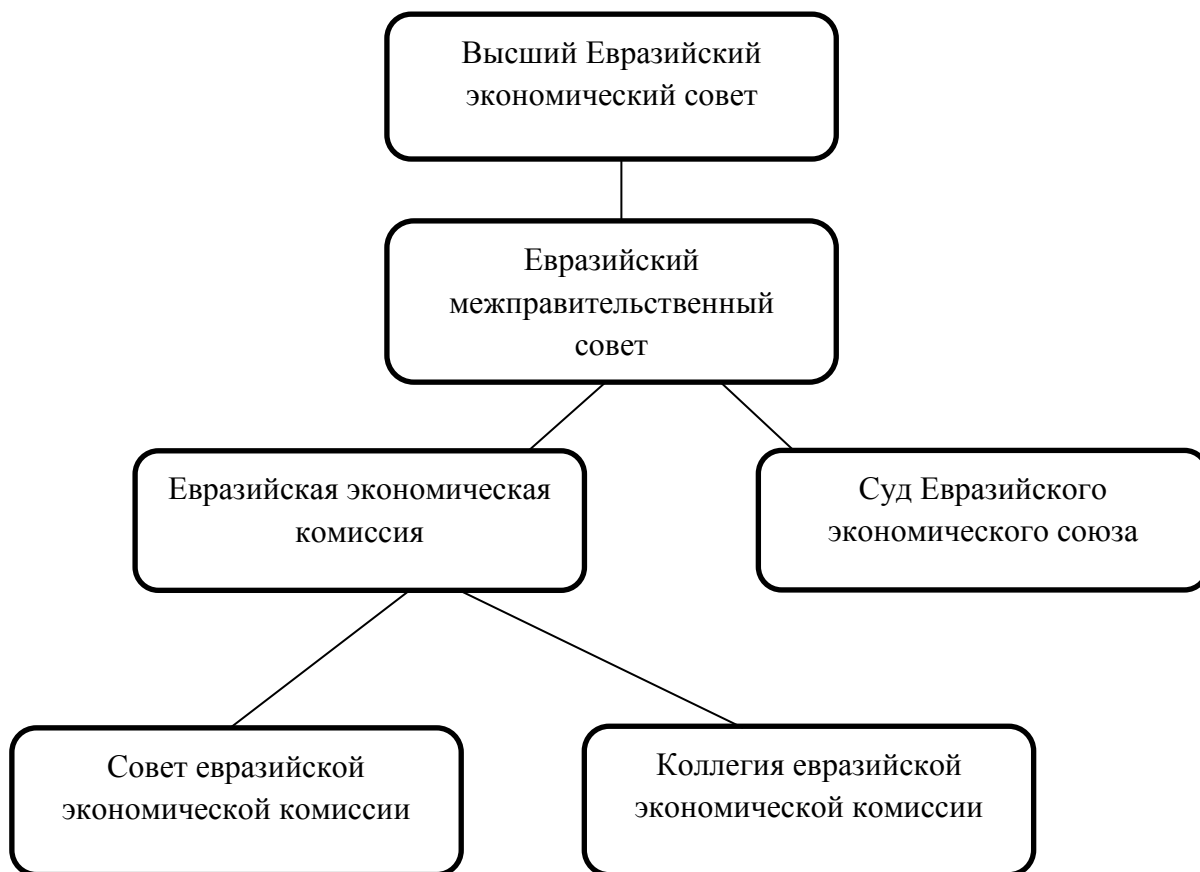 Высший Евразийский
экономический совет
Евразийский
межправительственный
совет
Евразийская экономическая
комиссия
Суд Евразийского
экономического союза
Совет евразийской
экономической комиссии
Коллегия евразийской
экономической комиссии